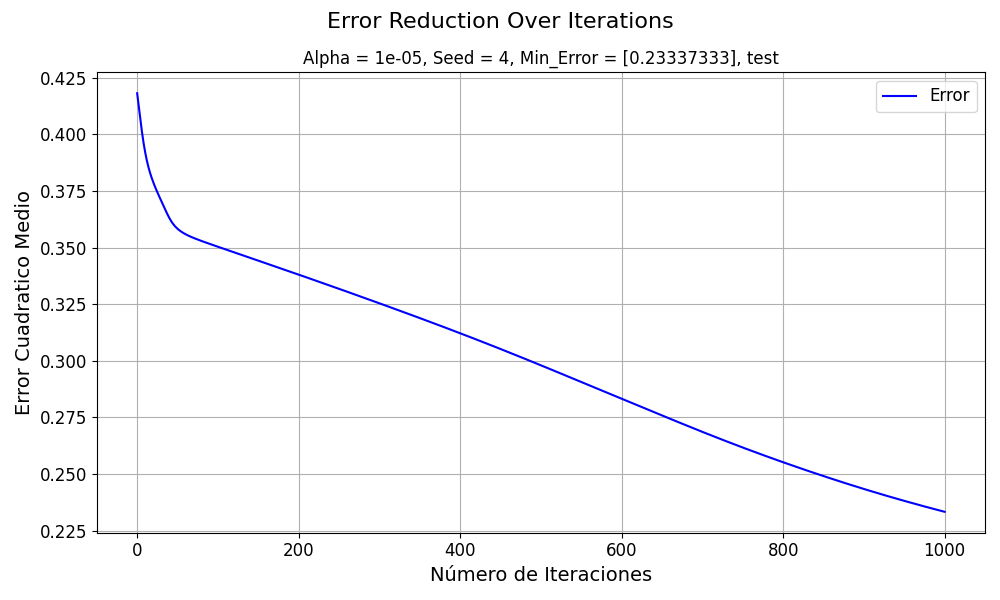 Error Reduction Over Iterations
Alpha = 1e-05, Seed = 4, Min_Error = [0.23337333], test
Error
Error Cuadratico Medio
0.425
0.400
0.375
0.350
0.325
0.300
0.275
0.250
0.225
0 200 400 600 800 1000
Número de Iteraciones